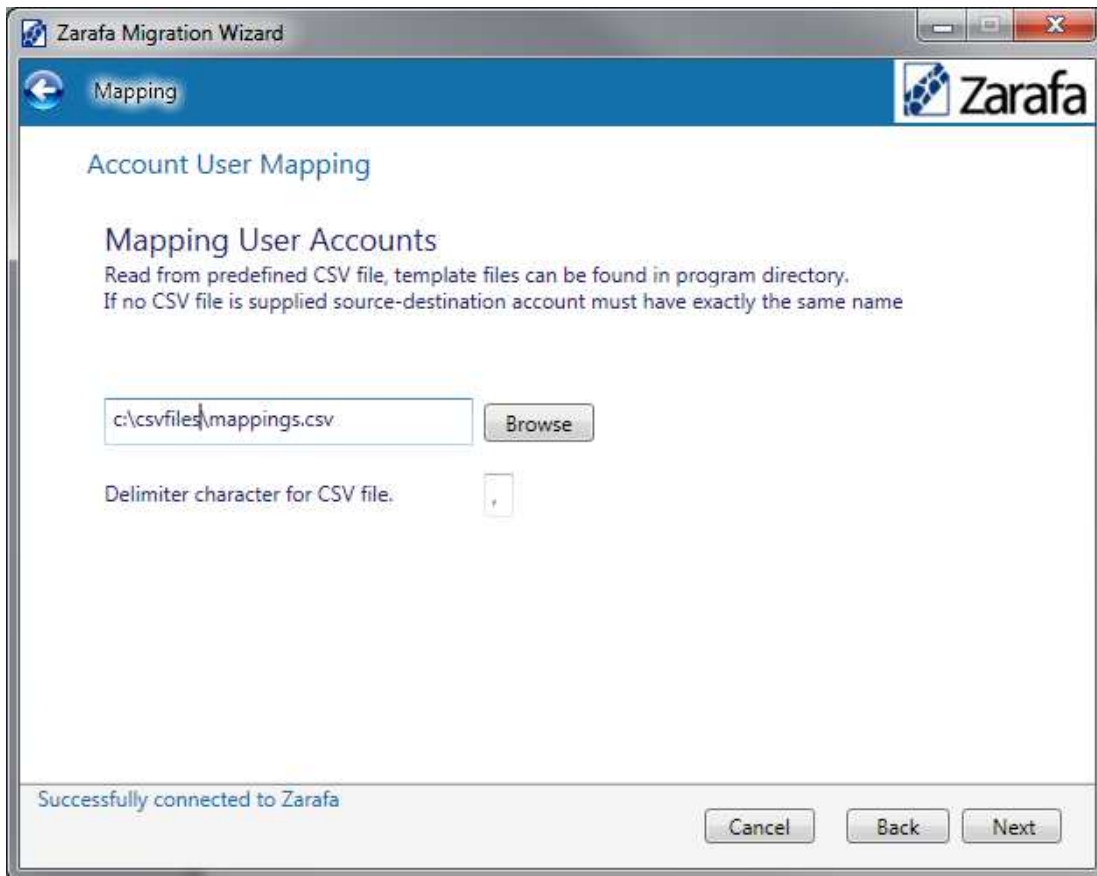 Zarafa Migration Wizard
Mapping
Zarafa
Account User Mapping
Mapping User Accounts
Read from predefined CSV file, template files can be found in program directory.
If no CSV file is supplied source-destination account must have exactly the same name
c:\csvfiles\mappings.csv
Browse
Delimiter character for CSV file.
,
Successfully connected to Zarafa
Cancel
Back
Next